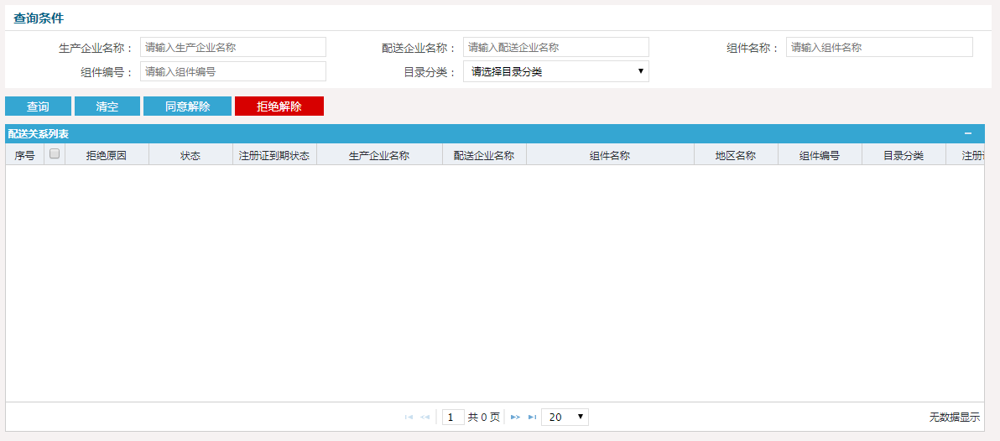 查询条件
生产企业名称： 请输入生产企业名称 配送企业名称： 请输入配送企业名称 组件名称： 请输入组件名称
组件编号： 请输入组件编号 目录分类： 请选择目录分类
查询 清空 同意解除 拒绝解除
配送关系列表
序号 拒绝原因 状态 注册证到期状态 生产企业名称 配送企业名称 组件名称 地区名称 组件编号 目录分类 注册
1 共 0 页 20 无数据显示